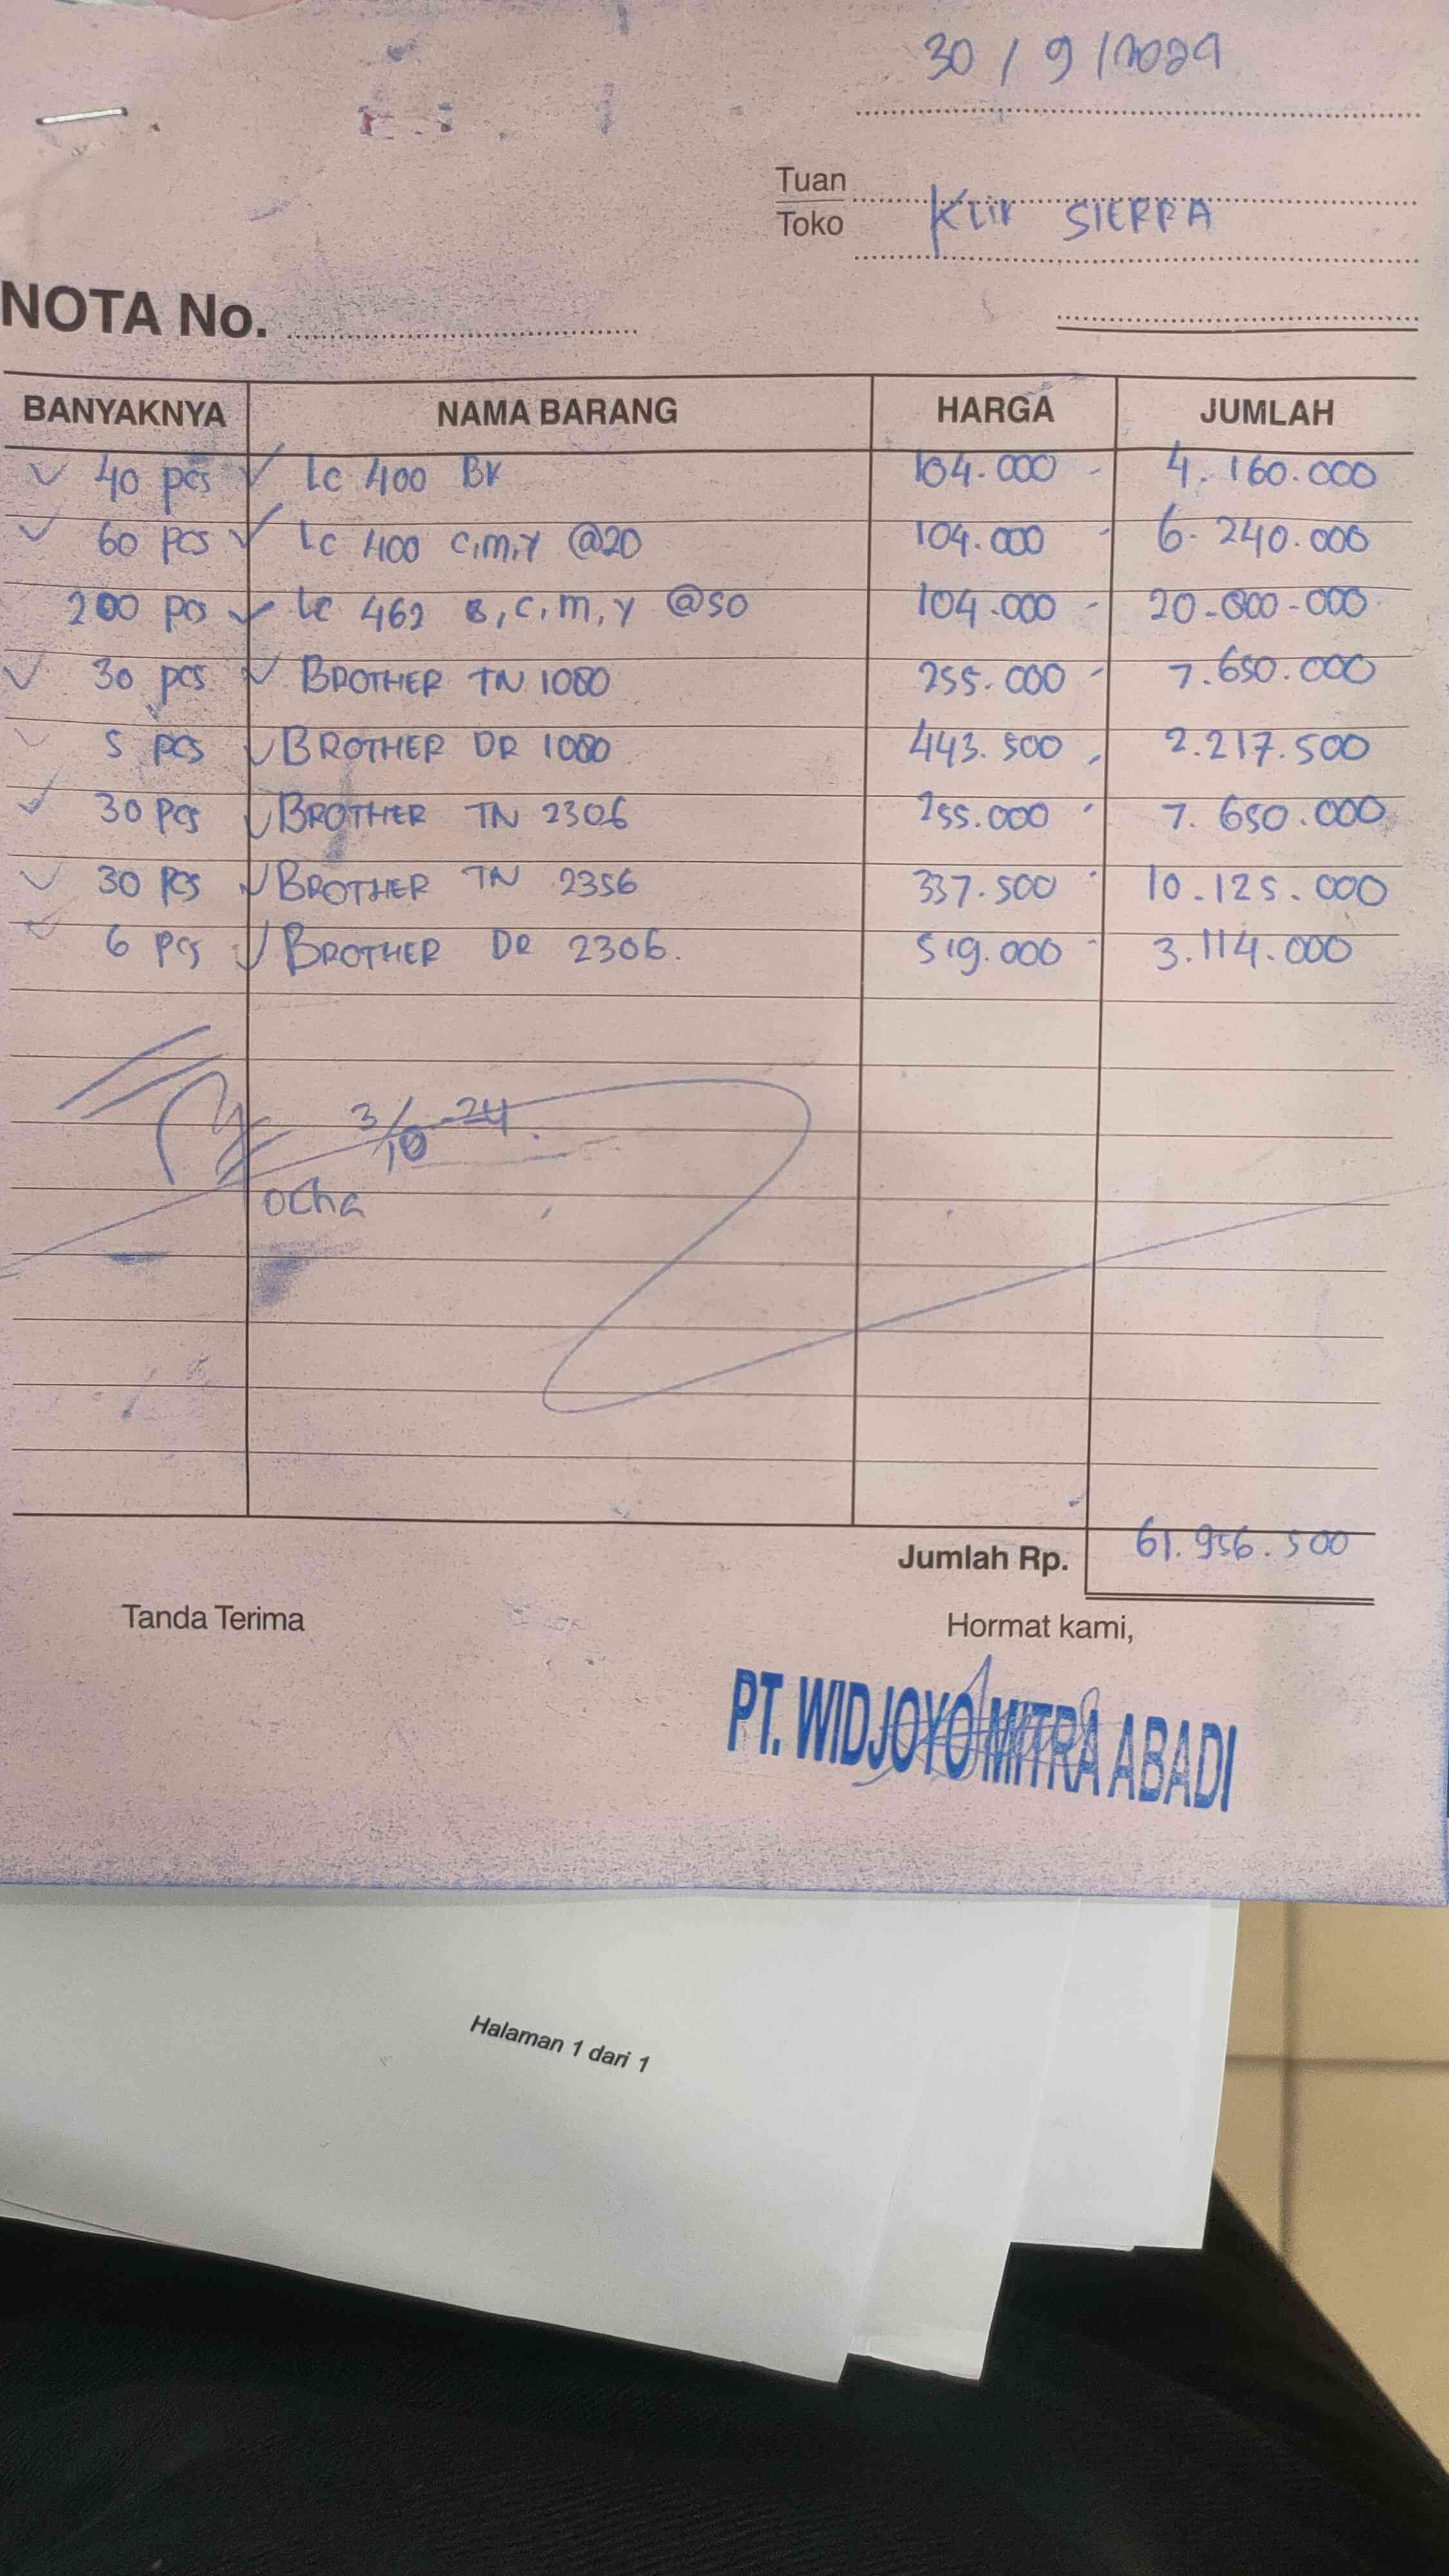 30 / 9 / 2024
Tuan
Toko KLIK SIERRA
NOTA No.
BANYAKNYA NAMA BARANG HARGA JUMLAH
40 pcs LC 400 BK 104.000 4.160.000
60 pcs LC 400 C,M,Y @20 104.000 6.240.000
200 pcs LC 462 B,C,M,Y @50 104.000 20.800.000
30 pcs BROTHER TN 1080 255.000 7.650.000
5 pcs BROTHER DR 1080 443.500 2.217.500
30 pcs BROTHER TN 2306 255.000 7.650.000
30 pcs BROTHER TN 2356 337.500 10.125.000
6 pcs BROTHER DR 2306. 519.000 3.114.000
3/10-24
ocha
Jumlah Rp. 61.956.500
Tanda Terima Hormat kami,
PT. WIDJOYO MITRA ABADI
Halaman 1 dari 1